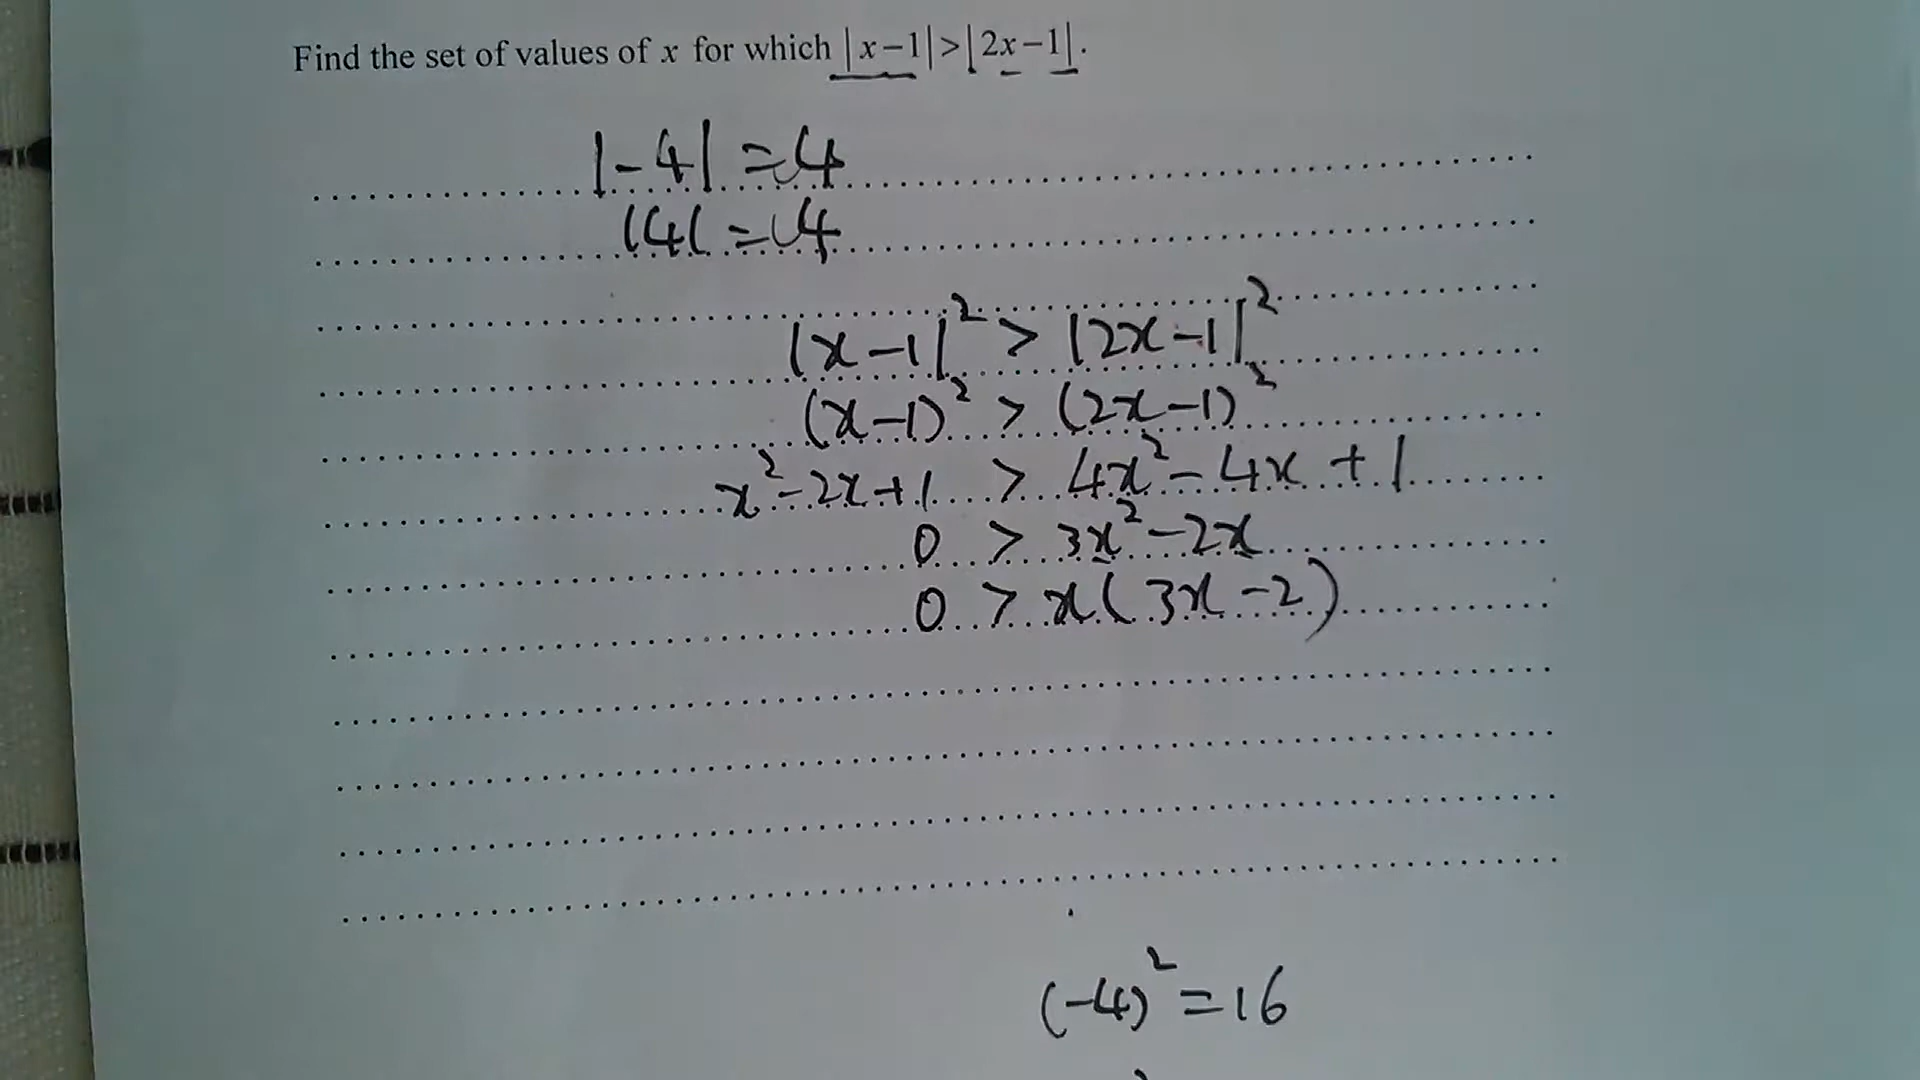 Find the set of values of x for which |x−1|>|2x−1|.
|-4| = 4
|4| = 4
|x-1|² > |2x-1|²
(x-1)² > (2x-1)²
x²-2x+1 > 4x²-4x+1
0 > 3x²-2x
0 > x(3x-2)
(-4)² = 16